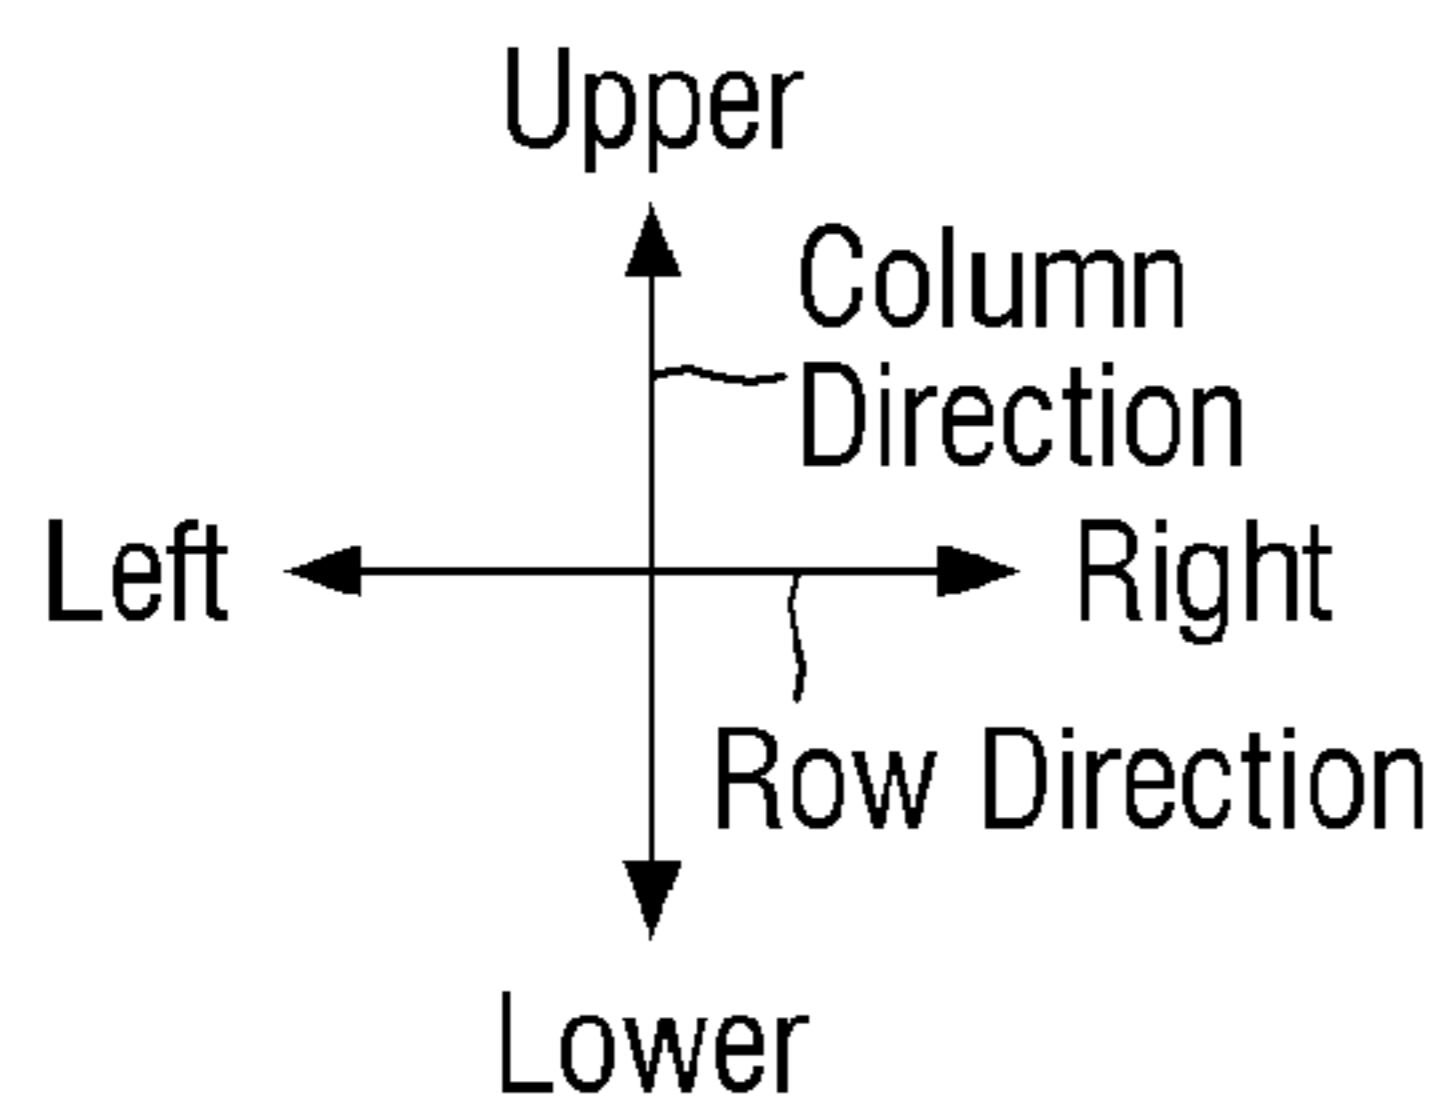 Upper
Column
Direction
Left
Right
Row Direction
Lower